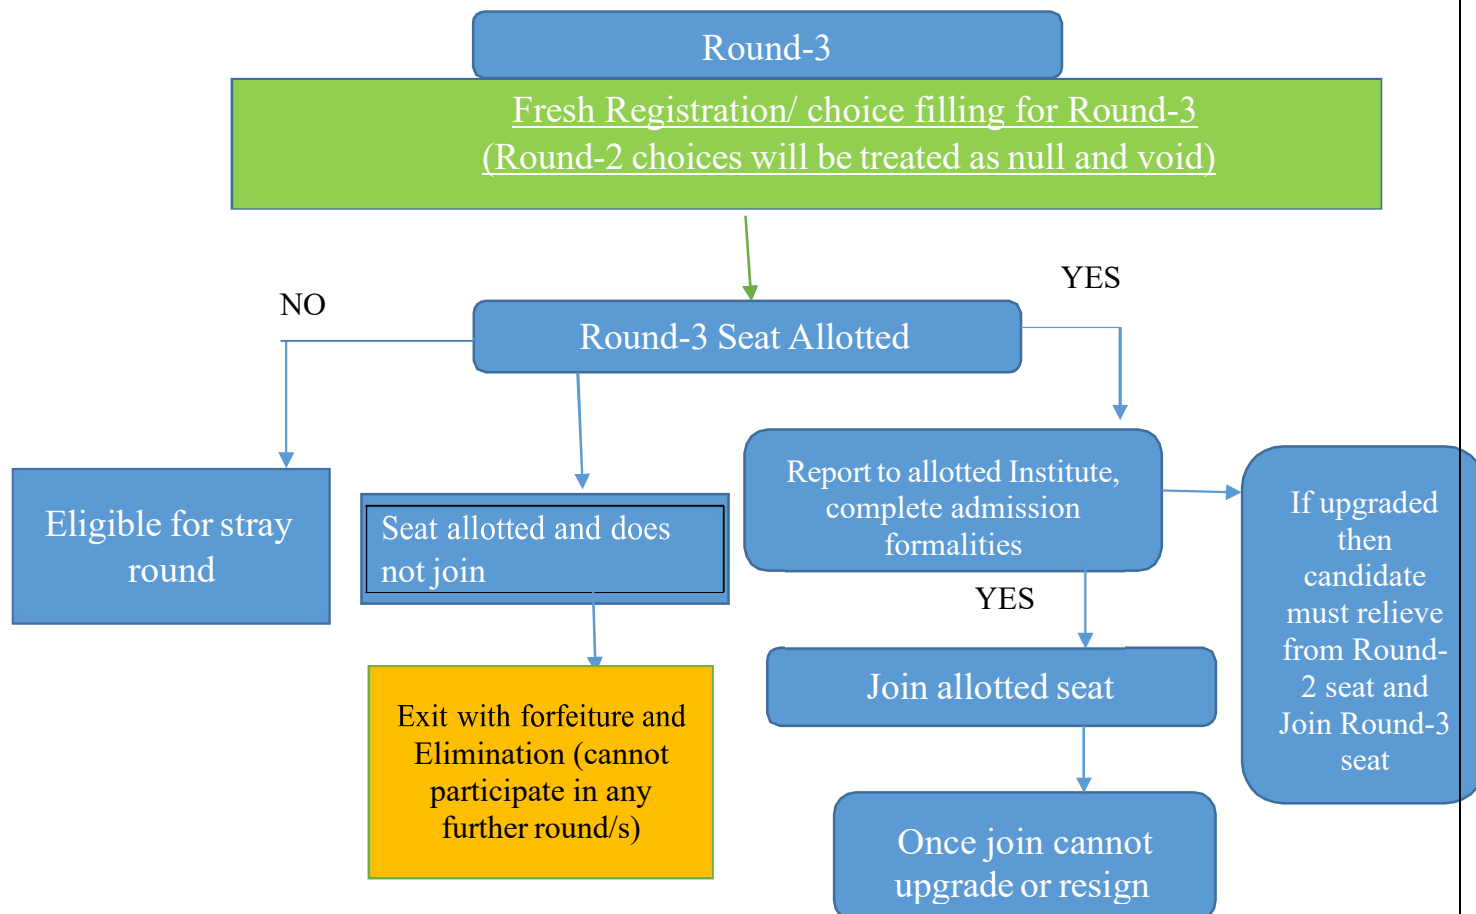 Round-3
Fresh Registration/ choice filling for Round-3
(Round-2 choices will be treated as null and void)
NO
YES
Round-3 Seat Allotted
Eligible for stray
round
Seat allotted and does
not join
Report to allotted Institute,
complete admission
formalities
If upgraded
then
candidate
must relieve
from Round-
2 seat and
Join Round-3
seat
YES
Join allotted seat
Exit with forfeiture and
Elimination (cannot
participate in any
further round/s)
Once join cannot
upgrade or resign